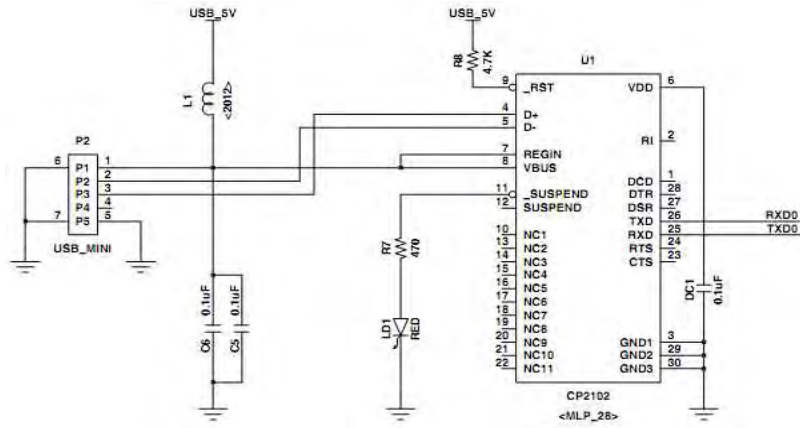 USB_5V
USB_5V
L1
<2012>
R8
4.7K
U1
9
_RST
VDD
6
4
D+
5
D-
RI
2
P2
7
REGIN
8
VBUS
6
P1
1
P2
2
P3
3
P4
4
7
P5
5
USB_MINI
DCD
1
DTR
28
DSR
27
TXD
26
RXD0
RXD
25
TXD0
RTS
24
CTS
23
11
_SUSPEND
12
SUSPEND
R7
470
10
NC1
13
NC2
14
NC3
15
NC4
16
NC5
17
NC6
18
NC7
19
NC8
20
NC9
21
NC10
22
NC11
0.1uF
0.1uF
C6
C5
LD1
RED
DC1
0.1uF
GND1
3
GND2
29
GND3
30
CP2102
<MLP_28>